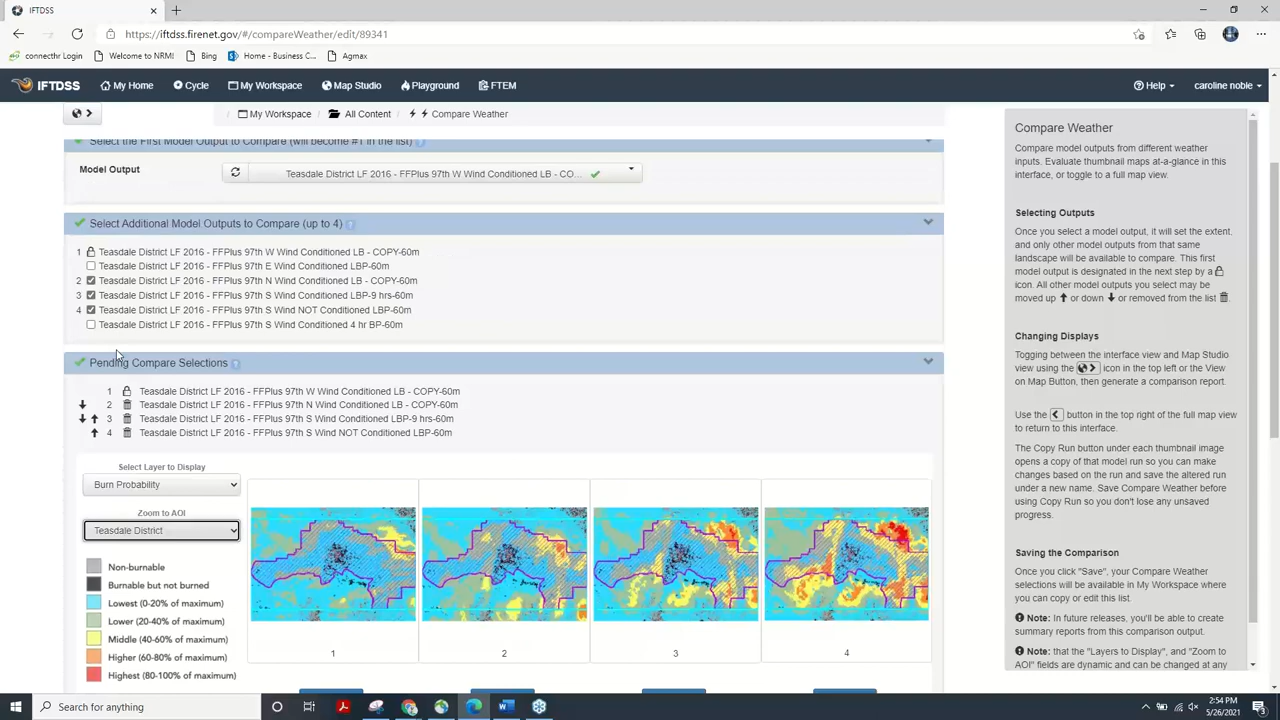 IFTDSS
https://iftdss.firenet.gov/#/compareWeather/edit/89341
connecthr Login
Welcome to NRMI
Bing
Home - Business C...
Agmax
IFTDSS
My Home
Cycle
My Workspace
Map Studio
Playground
FTEM
Help
caroline noble
My Workspace
/
All Content
/
Compare Weather
Select the First Model Output to Compare (will become #1 in the list)
Model Output
Teasdale District LF 2016 - FFPlus 97th W Wind Conditioned LB - CO...
Select Additional Model Outputs to Compare (up to 4)
1 Teasdale District LF 2016 - FFPlus 97th W Wind Conditioned LB - COPY-60m
Teasdale District LF 2016 - FFPlus 97th E Wind Conditioned LBP-60m
2 Teasdale District LF 2016 - FFPlus 97th N Wind Conditioned LB - COPY-60m
3 Teasdale District LF 2016 - FFPlus 97th S Wind Conditioned LBP-9 hrs-60m
4 Teasdale District LF 2016 - FFPlus 97th S Wind NOT Conditioned LBP-60m
Teasdale District LF 2016 - FFPlus 97th S Wind Conditioned 4 hr BP-60m
Pending Compare Selections
1 Teasdale District LF 2016 - FFPlus 97th W Wind Conditioned LB - COPY-60m
2 Teasdale District LF 2016 - FFPlus 97th N Wind Conditioned LB - COPY-60m
3 Teasdale District LF 2016 - FFPlus 97th S Wind Conditioned LBP-9 hrs-60m
4 Teasdale District LF 2016 - FFPlus 97th S Wind NOT Conditioned LBP-60m
Select Layer to Display
Burn Probability
Zoom to AOI
Teasdale District
Non-burnable
Burnable but not burned
Lowest (0-20% of maximum)
Lower (20-40% of maximum)
Middle (40-60% of maximum)
Higher (60-80% of maximum)
Highest (80-100% of maximum)
1
2
3
4
Compare Weather
Compare model outputs from different weather
inputs. Evaluate thumbnail maps at-a-glance in this
interface, or toggle to a full map view.
Selecting Outputs
Once you select a model output, it will set the extent,
and only other model outputs from that same
landscape will be available to compare. This first
model output is designated in the next step by a
icon. All other model outputs you select may be
moved up or down or removed from the list .
Changing Displays
Togging between the interface view and Map Studio
view using the icon in the top left or the View
on Map Button, then generate a comparison report.
Use the button in the top right of the full map view
to return to this interface.
The Copy Run button under each thumbnail image
opens a copy of that model run so you can make
changes based on the run and save the altered run
under a new name. Save Compare Weather before
using Copy Run so you don't lose any unsaved
progress.
Saving the Comparison
Once you click "Save", your Compare Weather
selections will be available in My Workspace where
you can copy or edit this list.
Note: In future releases, you'll be able to create
summary reports from this comparison output.
Note: that the "Layers to Display", and "Zoom to
AOI" fields are dynamic and can be changed at any
Search for anything
2:54 PM
5/26/2021
3